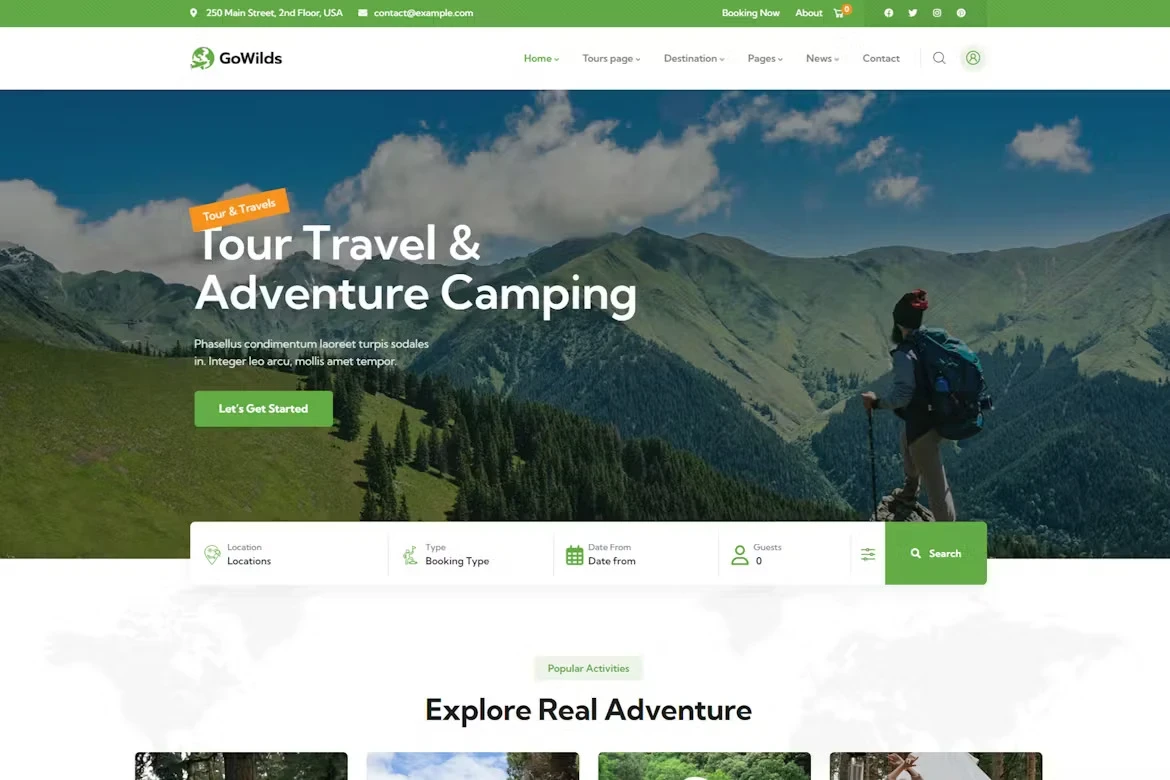 250 Main Street, 2nd Floor, USA
contact@example.com
Booking Now
About
0
GoWilds
Home
Tours page
Destination
Pages
News
Contact
Tour & Travels
Tour Travel &
Adventure Camping
Phasellus condimentum laoreet turpis sodales
in. Integer leo arcu, mollis amet tempor.
Let's Get Started
Location
Locations
Type
Booking Type
Date From
Date from
Guests
0
Search
Popular Activities
Explore Real Adventure